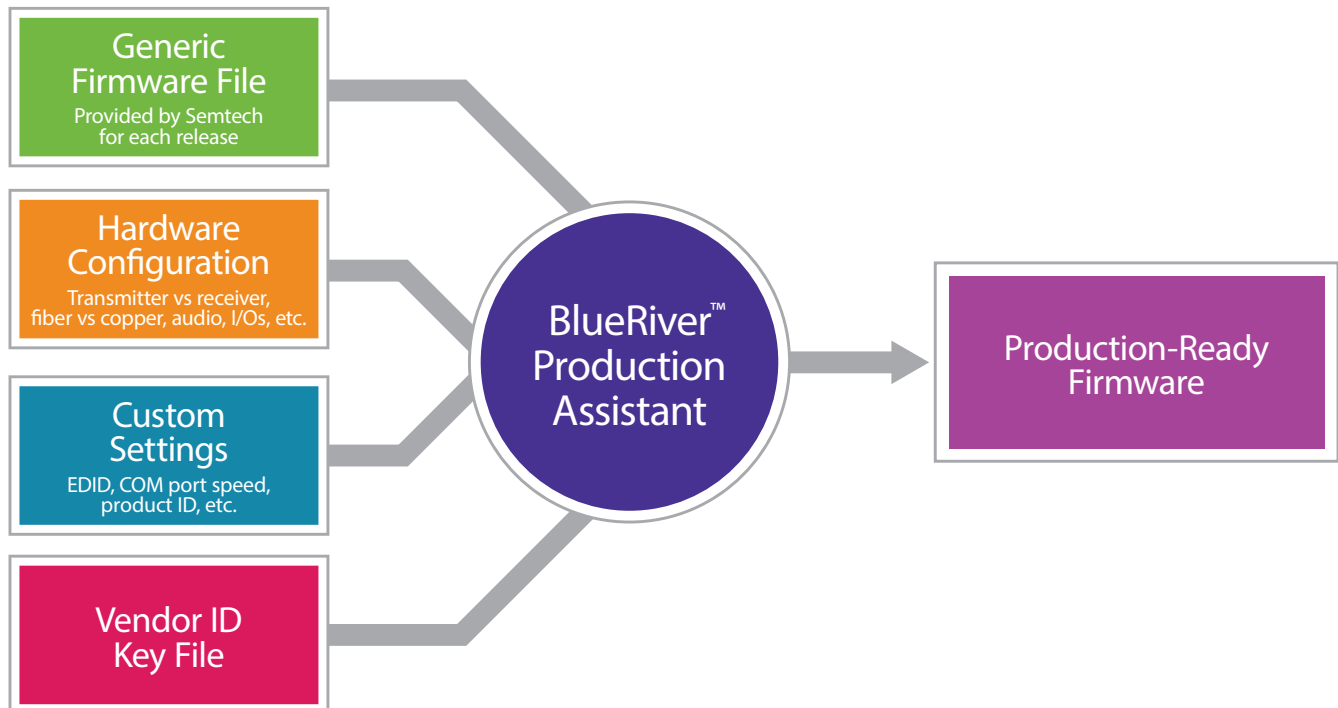 Generic
Firmware File
Provided by Semtech
for each release
Hardware
Configuration
Transmitter vs receiver,
fiber vs copper, audio, I/Os, etc.
Custom
Settings
EDID, COM port speed,
product ID, etc.
Vendor ID
Key File
BlueRiver™
Production
Assistant
Production-Ready
Firmware